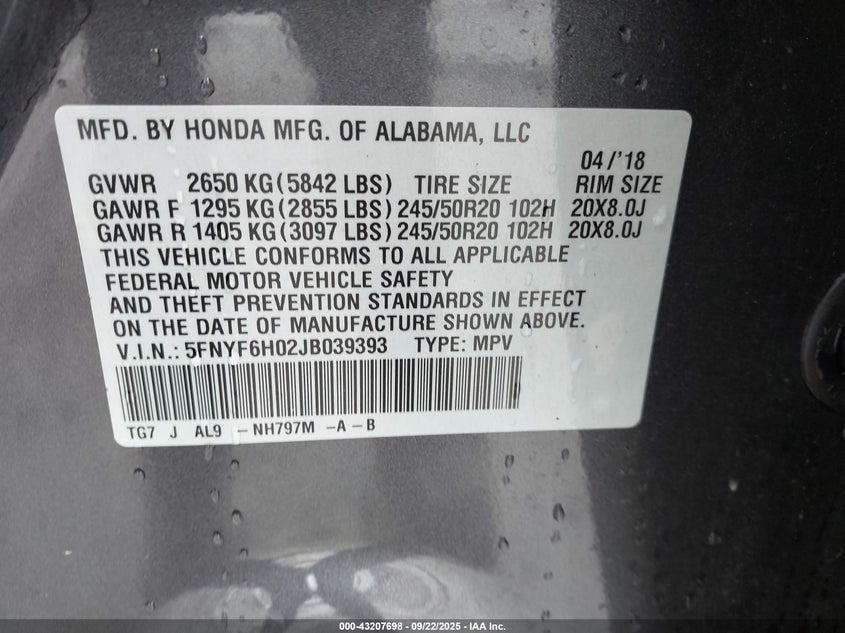 MFD. BY HONDA MFG. OF ALABAMA, LLC
04/'18
GVWR 2650 KG(5842 LBS) TIRE SIZE RIM SIZE
GAWR F 1295 KG(2855 LBS) 245/50R20 102H 20X8.0J
GAWR R 1405 KG(3097 LBS) 245/50R20 102H 20X8.0J
THIS VEHICLE CONFORMS TO ALL APPLICABLE
FEDERAL MOTOR VEHICLE SAFETY
AND THEFT PREVENTION STANDARDS IN EFFECT
ON THE DATE OF MANUFACTURE SHOWN ABOVE.
V.I.N.: 5FNYF6H02JB039393 TYPE: MPV
TG7 J AL9 -NH797M -A-B
000-43207698 - 09/22/2025 - IAA Inc.